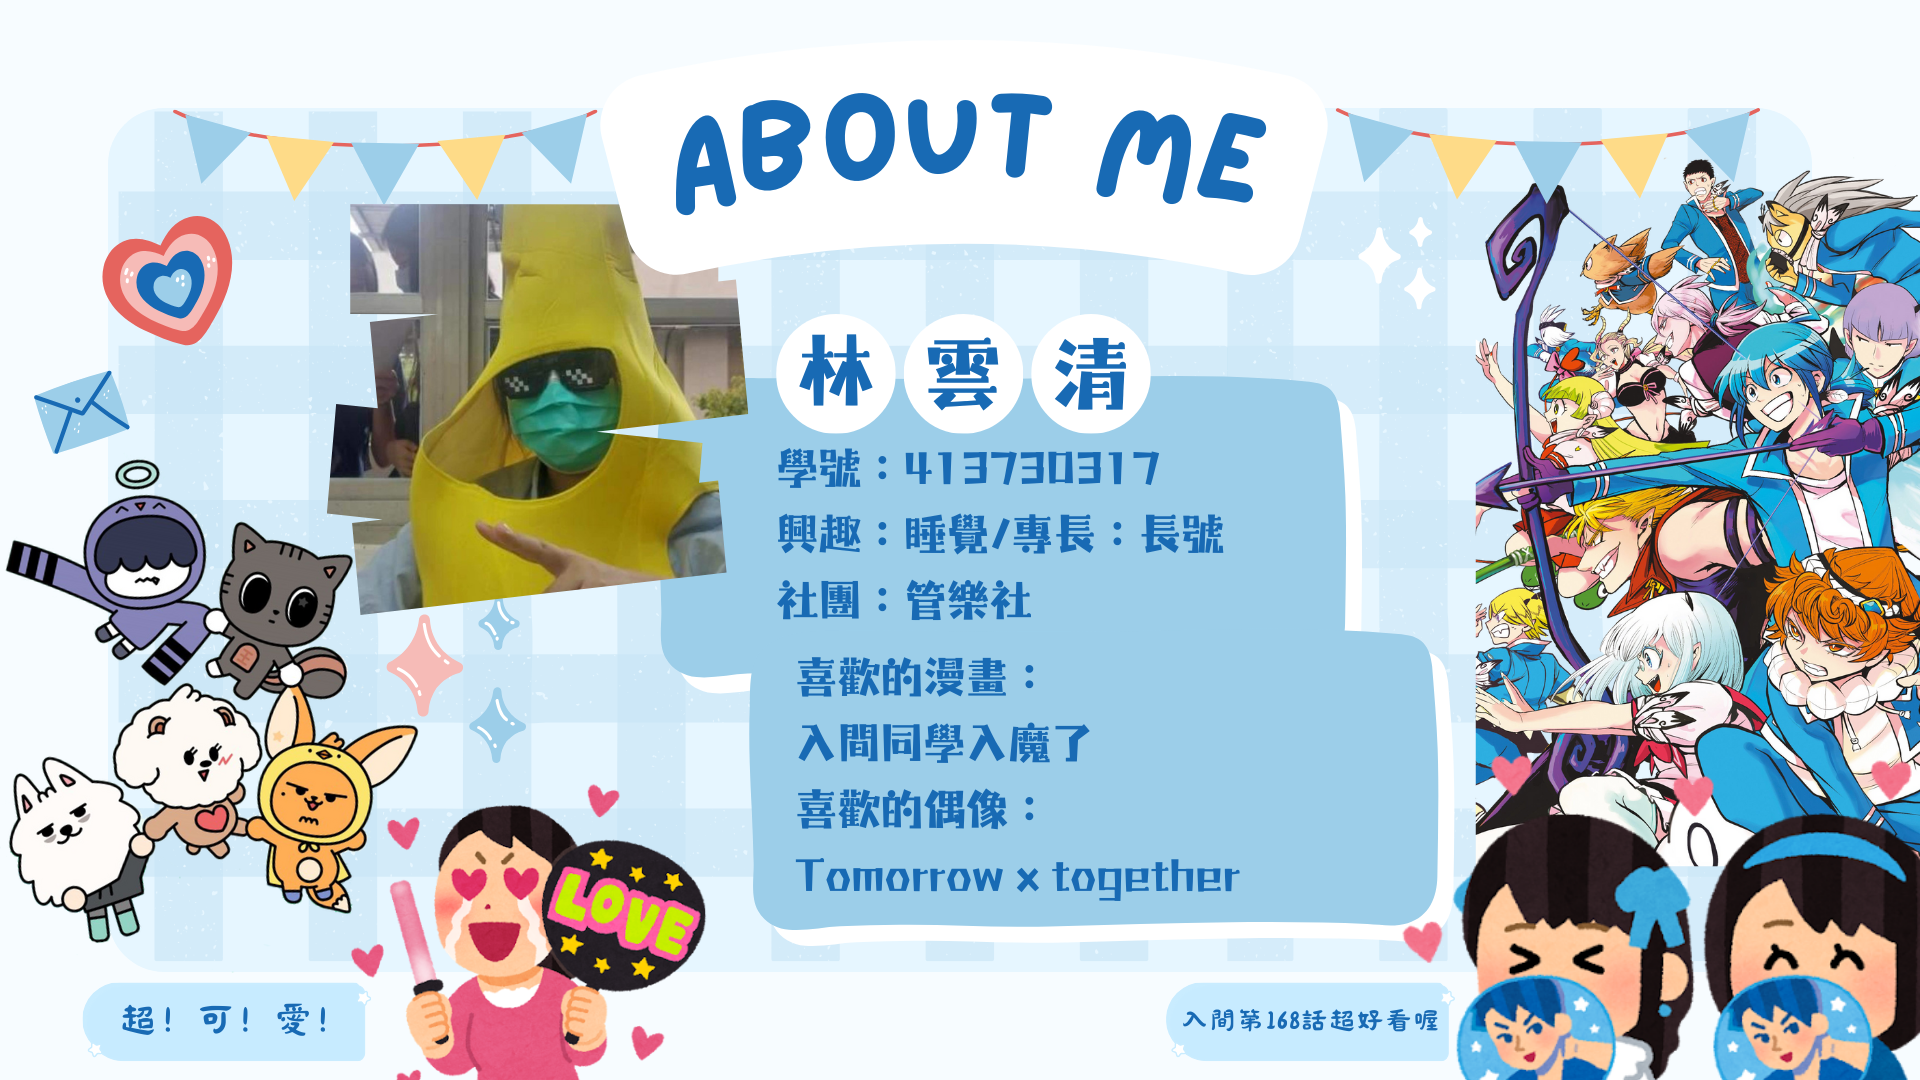 ABOUT ME
林雲清
學號：413730317
興趣：睡覺/專長：長號
社團：管樂社
喜歡的漫畫：
入間同學入魔了
喜歡的偶像：
Tomorrow x together
LOVE
超！可！愛！
入間第168話超好看喔